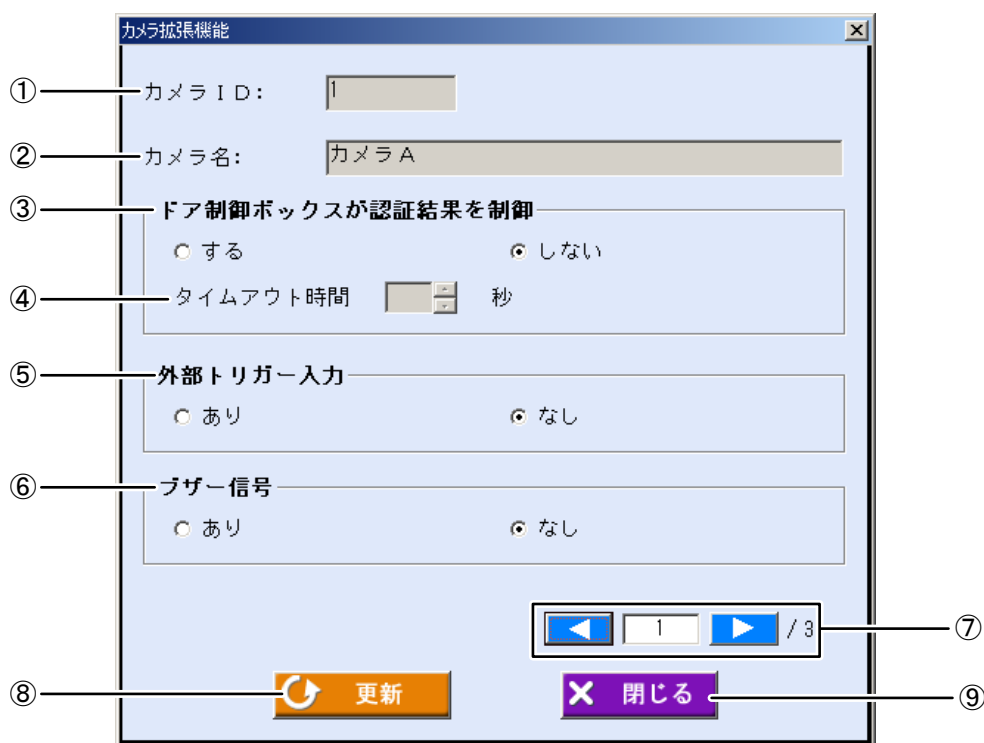 カメラ拡張機能
① カメラID: 1
② カメラ名: カメラA
③ ドア制御ボックスが認証結果を制御
する しない
④ タイムアウト時間 秒
⑤ 外部トリガー入力
あり なし
⑥ ブザー信号
あり なし
1 /3 ⑦
⑧ 更新 閉じる ⑨